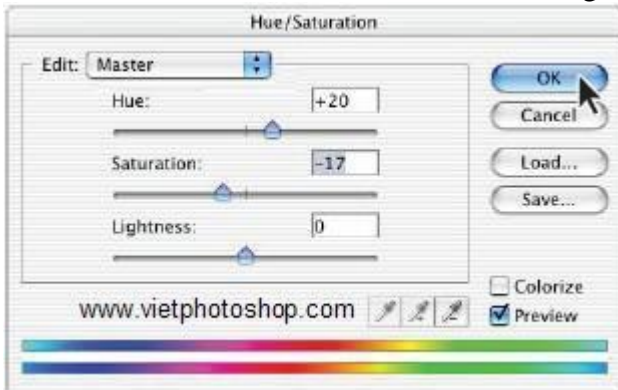 Hue/Saturation
Edit: Master
Hue: +20
Saturation: -17
Lightness: 0
OK
Cancel
Load...
Save...
Colorize
Preview
www.vietphotoshop.com